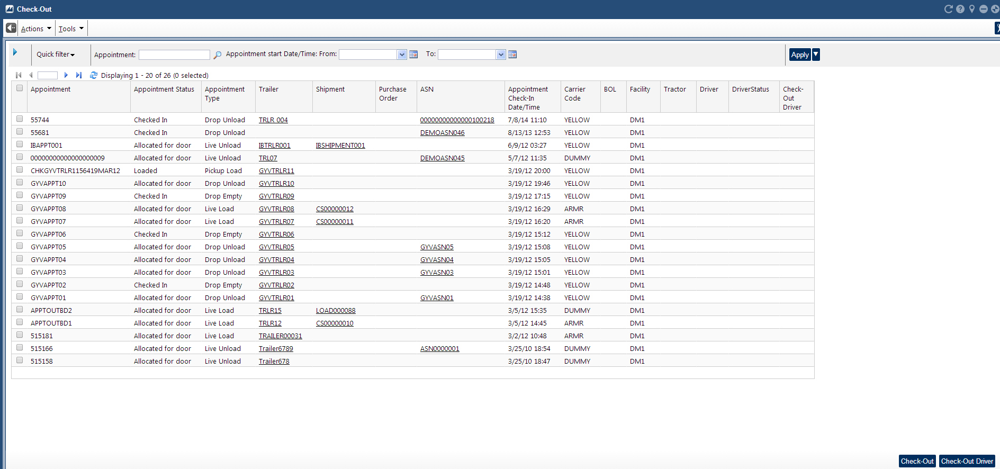 Check-Out
Actions Tools
Quick filter Appointment: Appointment start Date/Time: From: To: Apply
Displaying 1 - 20 of 26 (0 selected)
Appointment Appointment Status Appointment Type Trailer Shipment Purchase Order ASN Appointment Check-In Date/Time Carrier Code BOL Facility Tractor Driver DriverStatus Check-Out Driver
55744 Checked In Drop Unload TRLR 004 00000000000000100218 7/8/14 11:10 YELLOW DM1
55681 Checked In Drop Unload DEMOASN046 8/13/13 12:53 YELLOW DM1
IBAPPT001 Allocated for door Live Unload IBTRLR001 IBSHIPMENT001 6/9/12 03:27 YELLOW DM1
00000000000000000009 Allocated for door Live Unload TRL07 DEMOASN045 5/7/12 11:35 DUMMY DM1
CHKGYVTRLR1156419MAR12 Loaded Pickup Load GYVTRLR11 3/19/12 20:00 YELLOW DM1
GYVAPPT10 Allocated for door Drop Unload GYVTRLR10 3/19/12 19:46 YELLOW DM1
GYVAPPT09 Checked In Drop Empty GYVTRLR09 3/19/12 17:15 YELLOW DM1
GYVAPPT08 Allocated for door Live Load GYVTRLR08 CS00000012 3/19/12 16:29 ARMR DM1
GYVAPPT07 Allocated for door Live Load GYVTRLR07 CS00000011 3/19/12 16:20 ARMR DM1
GYVAPPT06 Checked In Drop Empty GYVTRLR06 3/19/12 15:12 YELLOW DM1
GYVAPPT05 Allocated for door Drop Unload GYVTRLR05 GYVASN05 3/19/12 15:08 YELLOW DM1
GYVAPPT04 Allocated for door Drop Unload GYVTRLR04 GYVASN04 3/19/12 15:05 YELLOW DM1
GYVAPPT03 Allocated for door Drop Unload GYVTRLR03 GYVASN03 3/19/12 15:01 YELLOW DM1
GYVAPPT02 Checked In Drop Empty GYVTRLR02 3/19/12 14:48 YELLOW DM1
GYVAPPT01 Allocated for door Drop Unload GYVTRLR01 GYVASN01 3/19/12 14:38 YELLOW DM1
APPTOUTBD2 Allocated for door Live Load TRLR15 LOAD000088 3/5/12 15:35 DUMMY DM1
APPTOUTBD1 Allocated for door Live Load TRLR12 CS00000010 3/5/12 14:45 ARMR DM1
515181 Allocated for door Live Load TRAILER00031 3/2/12 10:48 ARMR DM1
515166 Allocated for door Live Unload Trailer6789 ASN0000001 3/25/10 18:54 DUMMY DM1
515158 Allocated for door Live Unload Trailer678 3/25/10 18:47 DUMMY DM1
Check-Out Check-Out Driver